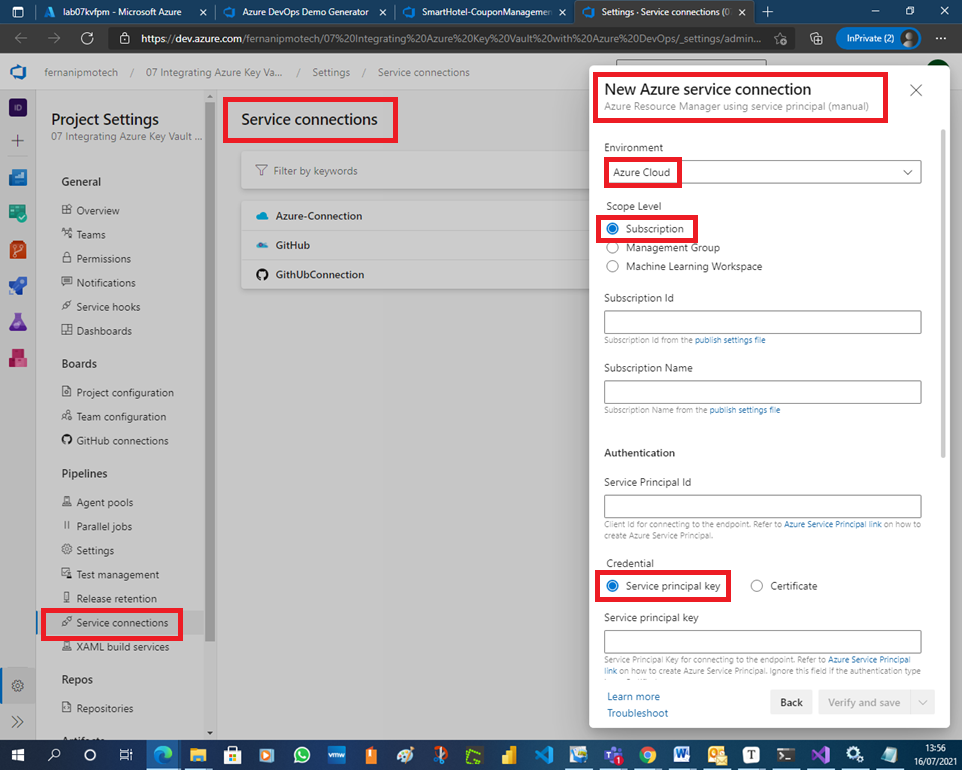 lab07kvfpm - Microsoft Azure
Azure DevOps Demo Generator
SmartHotel-CouponManagemen
Settings · Service connections (0
https://dev.azure.com/fernanipmotech/07%20Integrating%20Azure%20Key%20Vault%20with%20Azure%20DevOps/_settings/admin...
InPrivate (2)
fernanipmotech / 07 Integrating Azure Key Va... / Settings / Service connections
ID
Project Settings
07 Integrating Azure Key Vault ...
General
Overview
Teams
Permissions
Notifications
Service hooks
Dashboards
Boards
Project configuration
Team configuration
GitHub connections
Pipelines
Agent pools
Parallel jobs
Settings
Test management
Release retention
Service connections
XAML build services
Repos
Repositories
Service connections
Filter by keywords
Azure-Connection
GitHub
GithUbConnection
New Azure service connection
Azure Resource Manager using service principal (manual)
Environment
Azure Cloud
Scope Level
Subscription
Management Group
Machine Learning Workspace
Subscription Id
Subscription Id from the publish settings file
Subscription Name
Subscription Name from the publish settings file
Authentication
Service Principal Id
Client Id for connecting to the endpoint. Refer to Azure Service Principal link on how to
create Azure Service Principal.
Credential
Service principal key
Certificate
Service principal key
Service Principal Key for connecting to the endpoint. Refer to Azure Service Principal
link on how to create Azure Service Principal. Ignore this field if the authentication type
Learn more
Troubleshoot
Back
Verify and save
vmw
T
13:56
16/07/2021